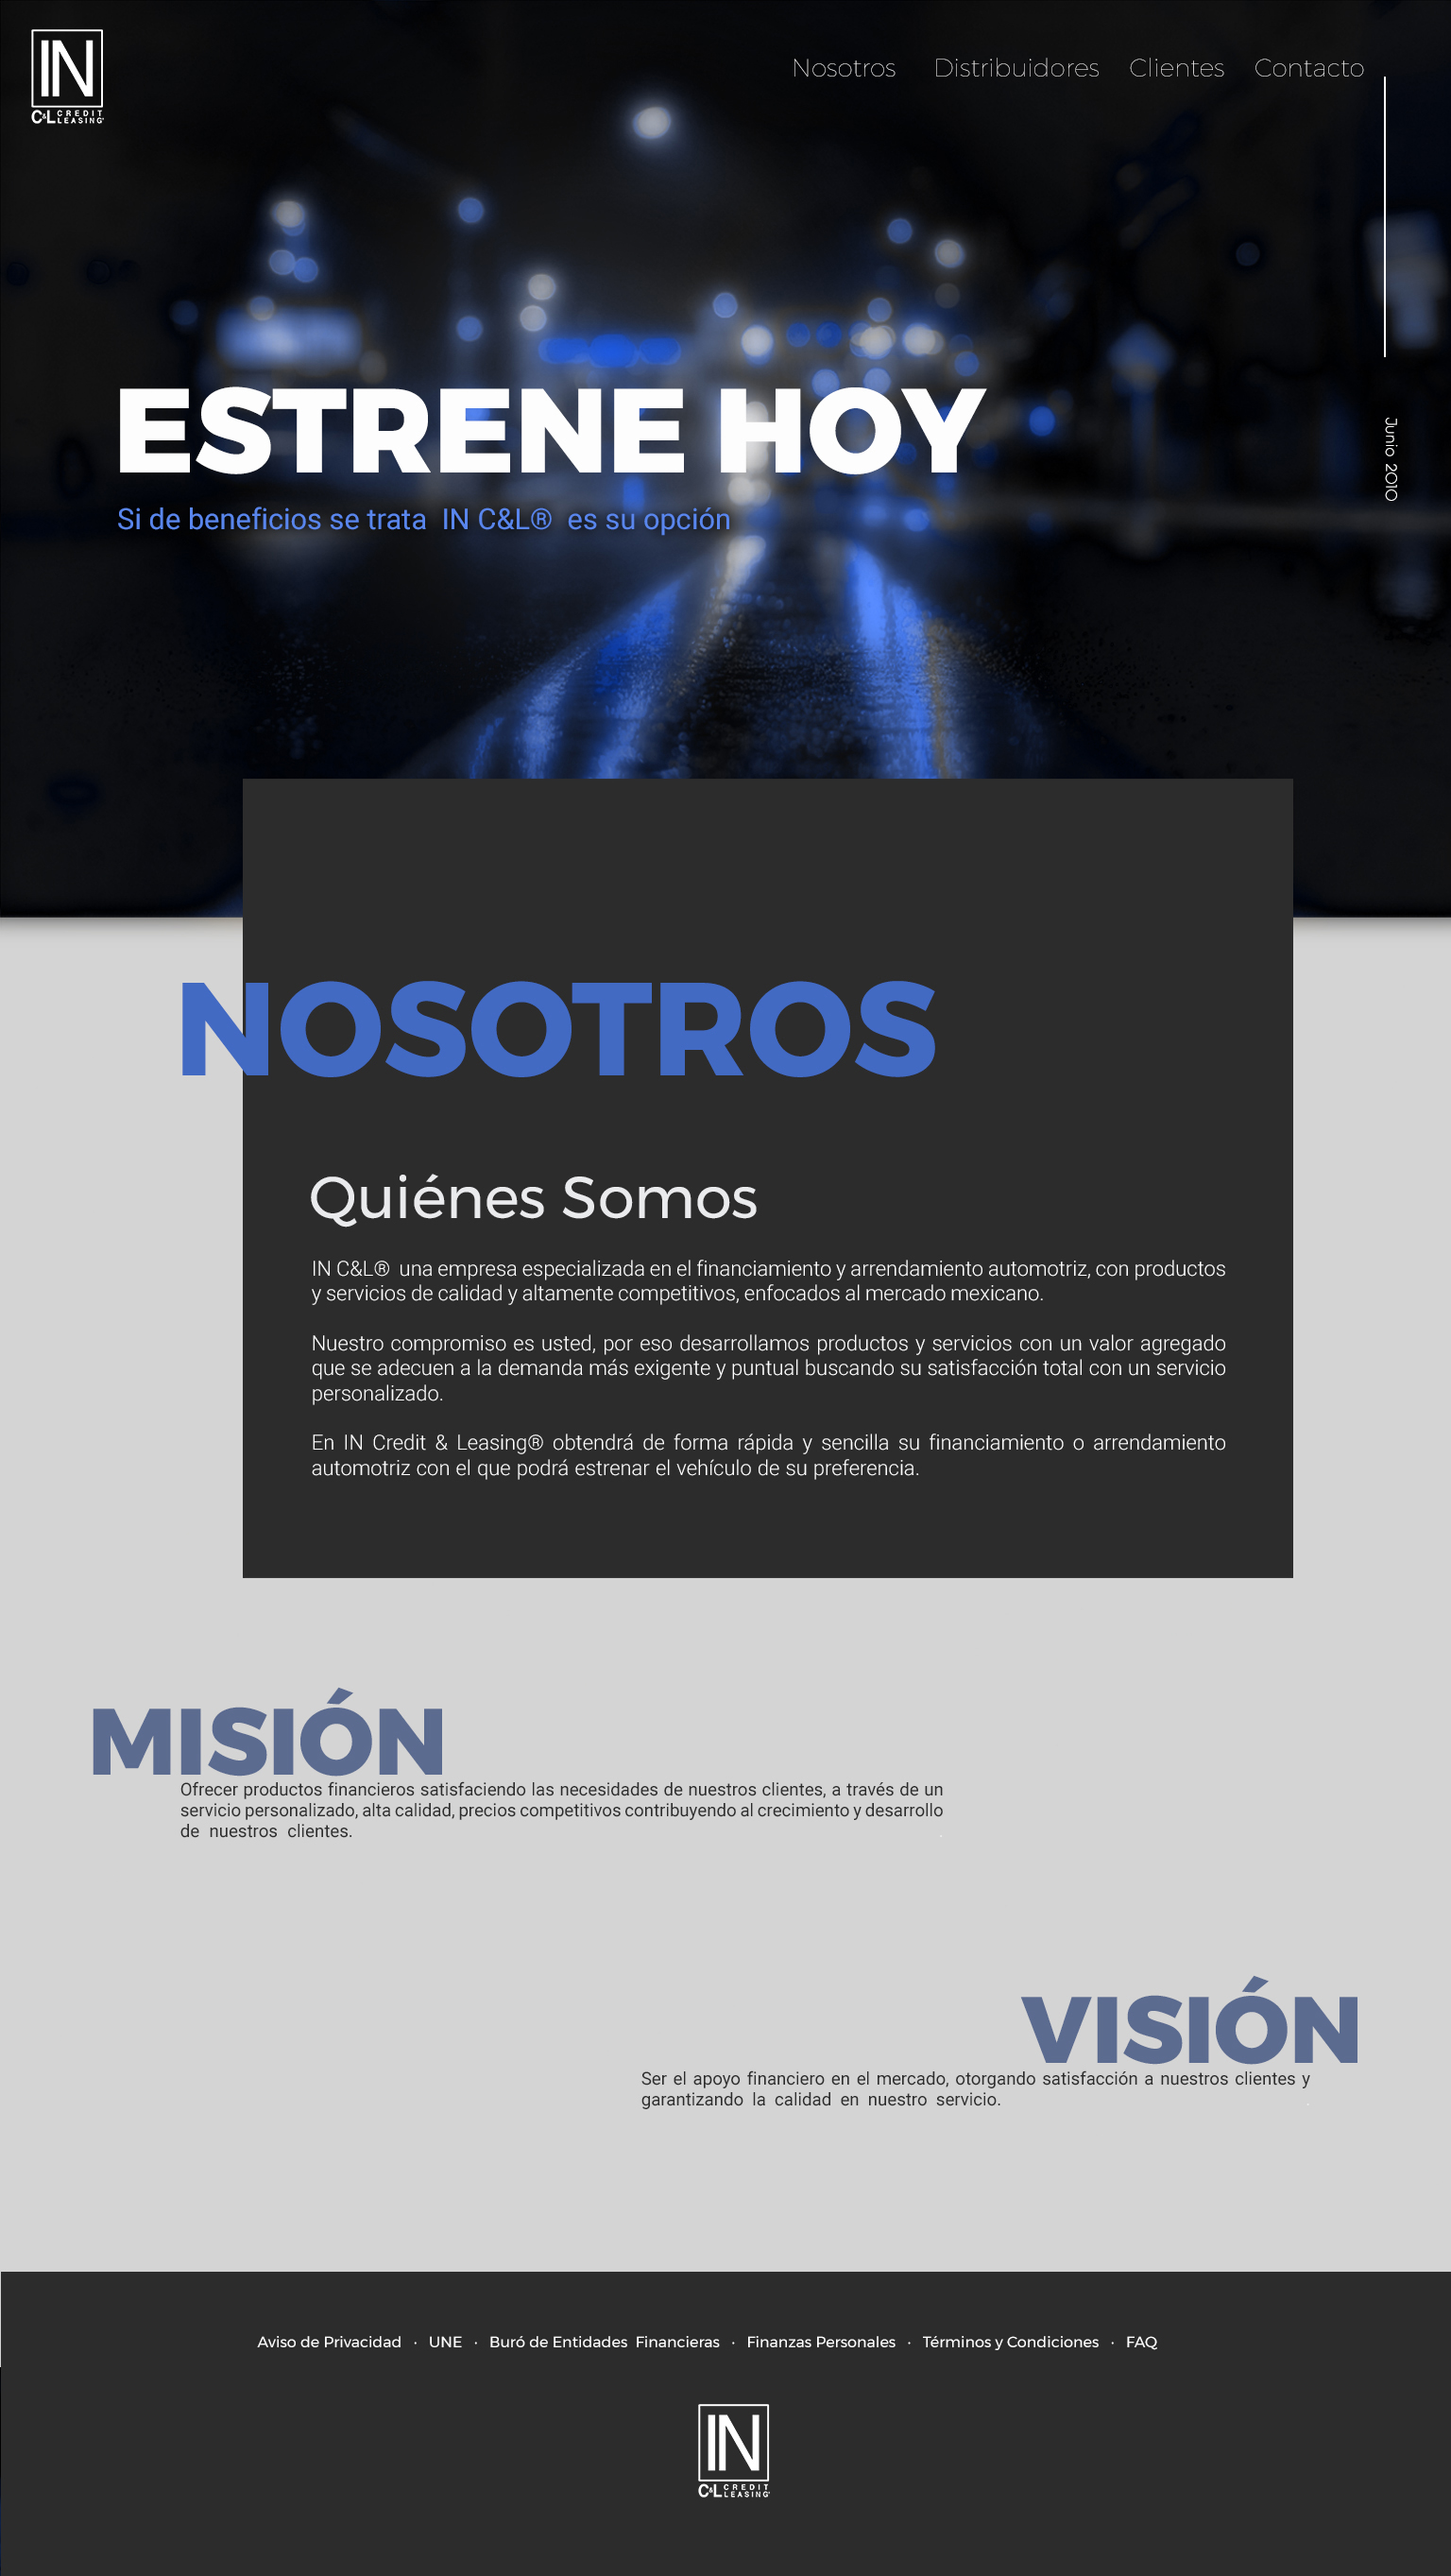 IN
C&L CREDIT
LEASING
Nosotros Distribuidores Clientes Contacto
ESTRENE HOY
Si de beneficios se trata IN C&L® es su opción
Junio 2010
NOSOTROS
Quiénes Somos
IN C&L® una empresa especializada en el financiamiento y arrendamiento automotriz, con productos
y servicios de calidad y altamente competitivos, enfocados al mercado mexicano.
Nuestro compromiso es usted, por eso desarrollamos productos y servicios con un valor agregado
que se adecuen a la demanda más exigente y puntual buscando su satisfacción total con un servicio
personalizado.
En IN Credit & Leasing® obtendrá de forma rápida y sencilla su financiamiento o arrendamiento
automotriz con el que podrá estrenar el vehículo de su preferencia.
MISIÓN
Ofrecer productos financieros satisfaciendo las necesidades de nuestros clientes, a través de un
servicio personalizado, alta calidad, precios competitivos contribuyendo al crecimiento y desarrollo
de nuestros clientes.
VISIÓN
Ser el apoyo financiero en el mercado, otorgando satisfacción a nuestros clientes y
garantizando la calidad en nuestro servicio.
Aviso de Privacidad · UNE · Buró de Entidades Financieras · Finanzas Personales · Términos y Condiciones · FAQ
IN
C&L CREDIT
LEASING